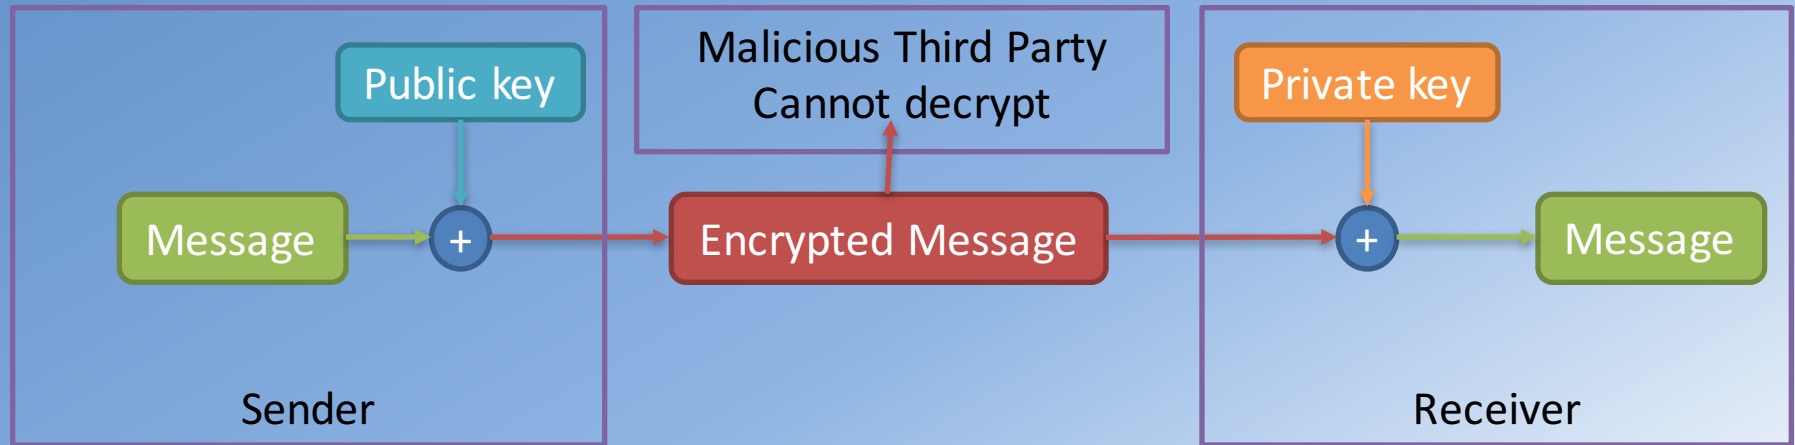 Public key
Malicious Third Party
Cannot decrypt
Private key
Message
+
Encrypted Message
+
Message
Sender
Receiver